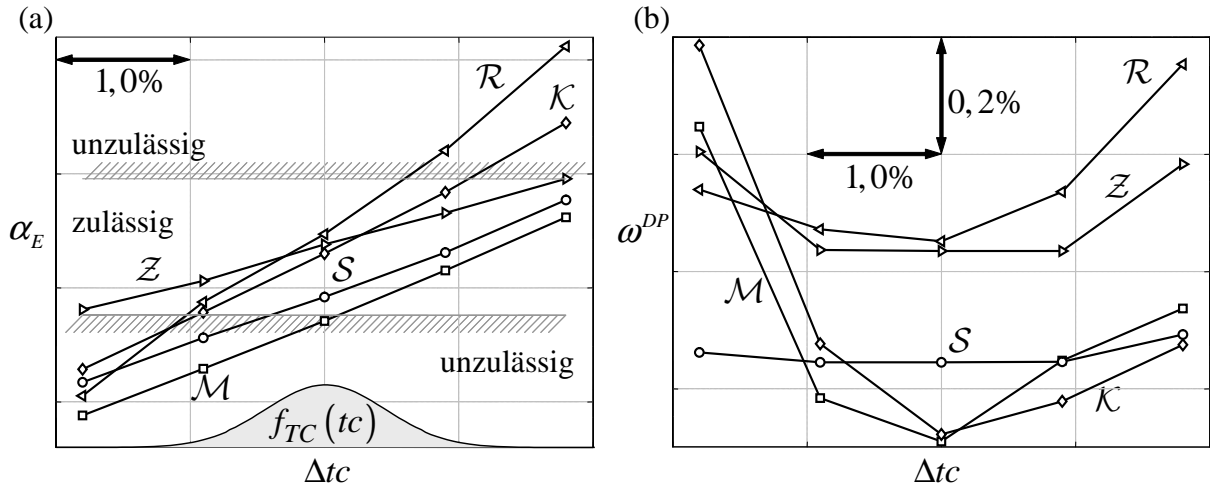 (a)
1,0%
ℛ
𝒦
unzulässig
α_E
zulässig
𝒵
𝒮
unzulässig
ℳ
f_TC(tc)
Δtc
(b)
0,2%
ℛ
1,0%
𝒵
ω^DP
ℳ
𝒮
𝒦
Δtc